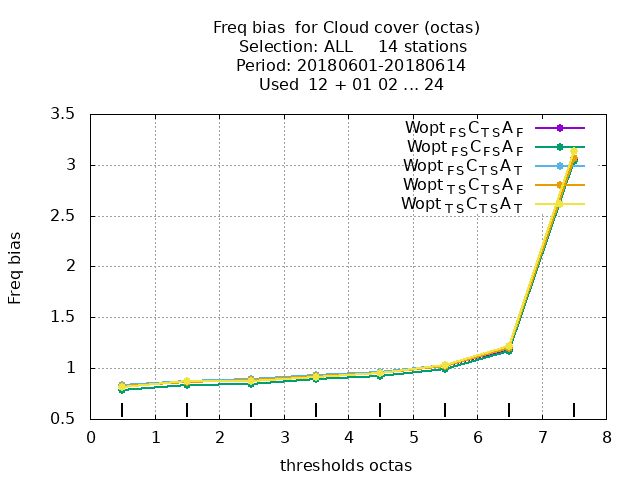 Freq bias  for Cloud cover (octas)
Selection: ALL     14 stations
Period: 20180601-20180614
Used  12 + 01 02 ... 24
Wopt FS C TS A F
Wopt FS C FS A F
Wopt FS C TS A T
Wopt TS C TS A F
Wopt TS C TS A T
3.5
3
2.5
2
1.5
1
0.5
Freq bias
0 1 2 3 4 5 6 7 8
thresholds octas